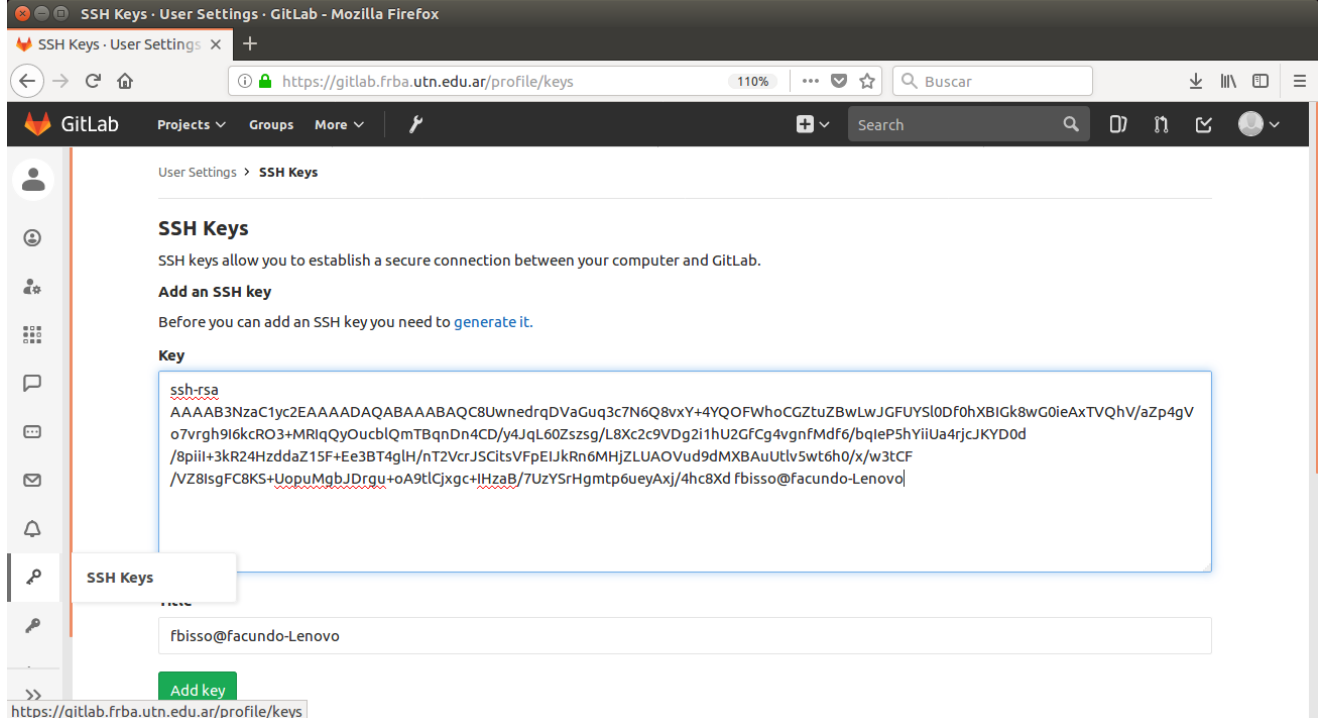 SSH Keys · User Settings · GitLab - Mozilla Firefox
SSH Keys · User Settings
https://gitlab.frba.utn.edu.ar/profile/keys
110%
Buscar
GitLab
Projects
Groups
More
Search
User Settings > SSH Keys
SSH Keys
SSH keys allow you to establish a secure connection between your computer and GitLab.
Add an SSH key
Before you can add an SSH key you need to generate it.
Key
ssh-rsa
AAAAB3NzaC1yc2EAAAADAQABAAABAQC8UwnedrqDVaGuq3c7N6Q8vxY+4YQOFWhoCGZtuZBwLwJGFUYSl0Df0hXBIGk8wG0ieAxTVQhV/aZp4gV
o7vrgh9I6kcRO3+MRIqQyOucblQmTBqnDn4CD/y4JqL60Zszsg/L8Xc2c9VDg2i1hU2GfCg4vgnfMdf6/bqIeP5hYiiUa4rjcJKYD0d
/8piiI+3kR24HzddaZ15F+Ee3BT4glH/nT2VcrJSCitsVFpEIJkRn6MHjZLUAOVud9dMXBAuUtlv5wt6h0/x/w3tCF
/VZ8IsgFC8KS+UopuMgbJDrgu+oA9tlCjxgc+IHzaB/7UzYSrHgmtp6ueyAxj/4hc8Xd fbisso@facundo-Lenovo
SSH Keys
Title
fbisso@facundo-Lenovo
Add key
https://gitlab.frba.utn.edu.ar/profile/keys